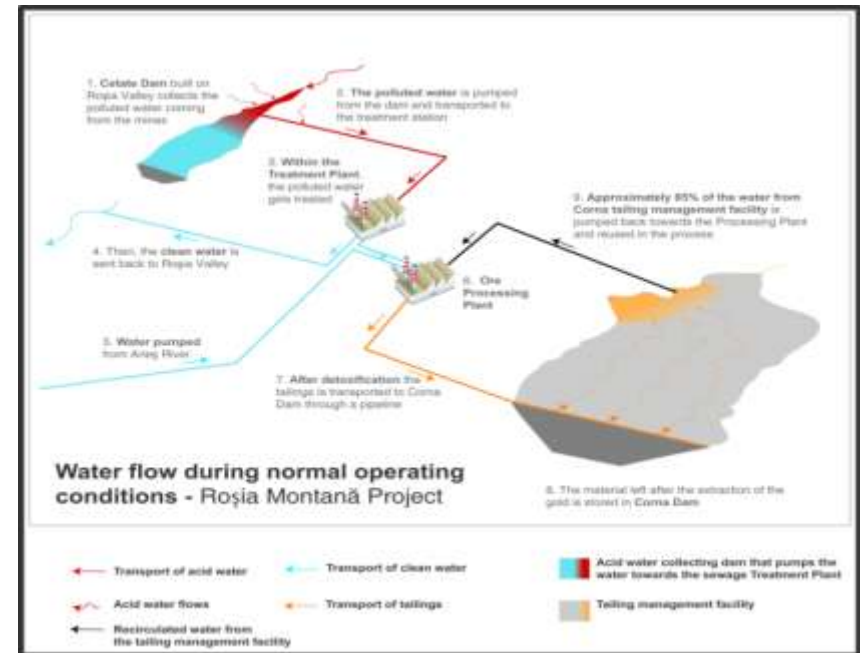 1. Cetate Dam built on
Roșia Valley collects the
polluted water coming
from the mines
2. The polluted water is pumped
from the dam and transported to
the treatment station
3. Within the
Treatment Plant,
the polluted water
gets treated
4. Then, the clean water is
sent back to Roșia Valley
5. Water pumped
from Arieș River
6. Ore
Processing
Plant
7. After detoxification the
tailings is transported to Corna
Dam through a pipeline
8. The material left after the extraction of the
gold is stored in Corna Dam
9. Approximately 85% of the water from
Corna tailing management facility is
pumped back towards the Processing Plant
and reused in the process
Water flow during normal operating
conditions - Roșia Montană Project
Transport of acid water
Acid water flows
Recirculated water from
the tailing management facility
Transport of clean water
Transport of tailings
Acid water collecting dam that pumps the
water towards the sewage Treatment Plant
Tailing management facility